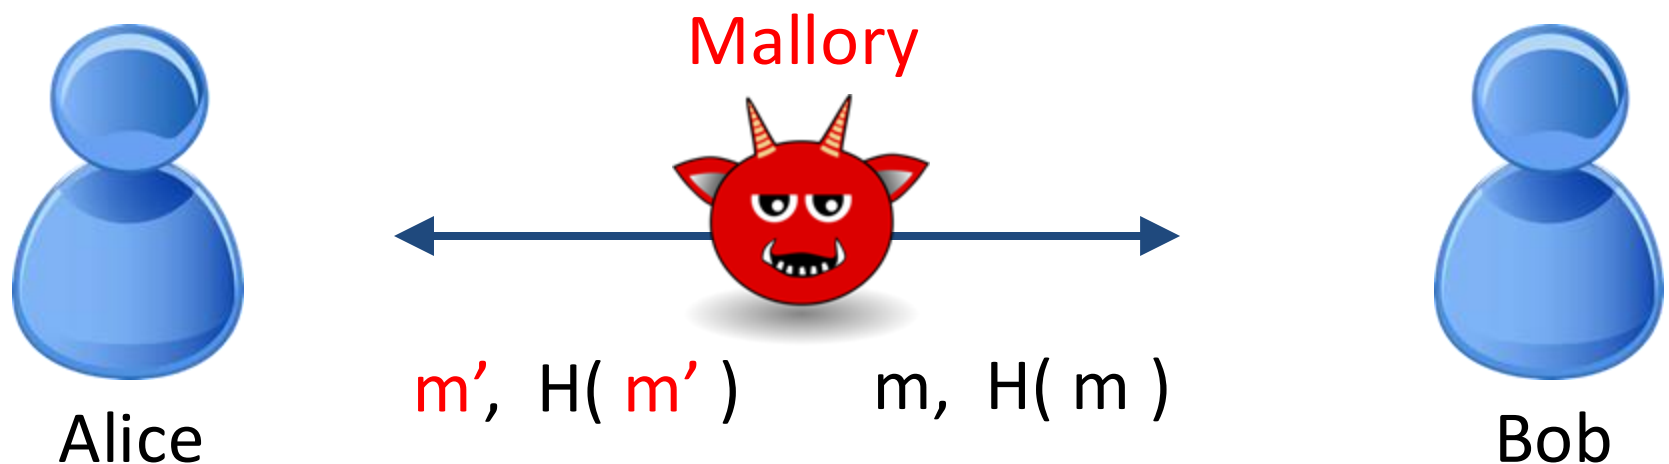 Mallory
m′, H( m′ ) m, H( m )
Alice Bob